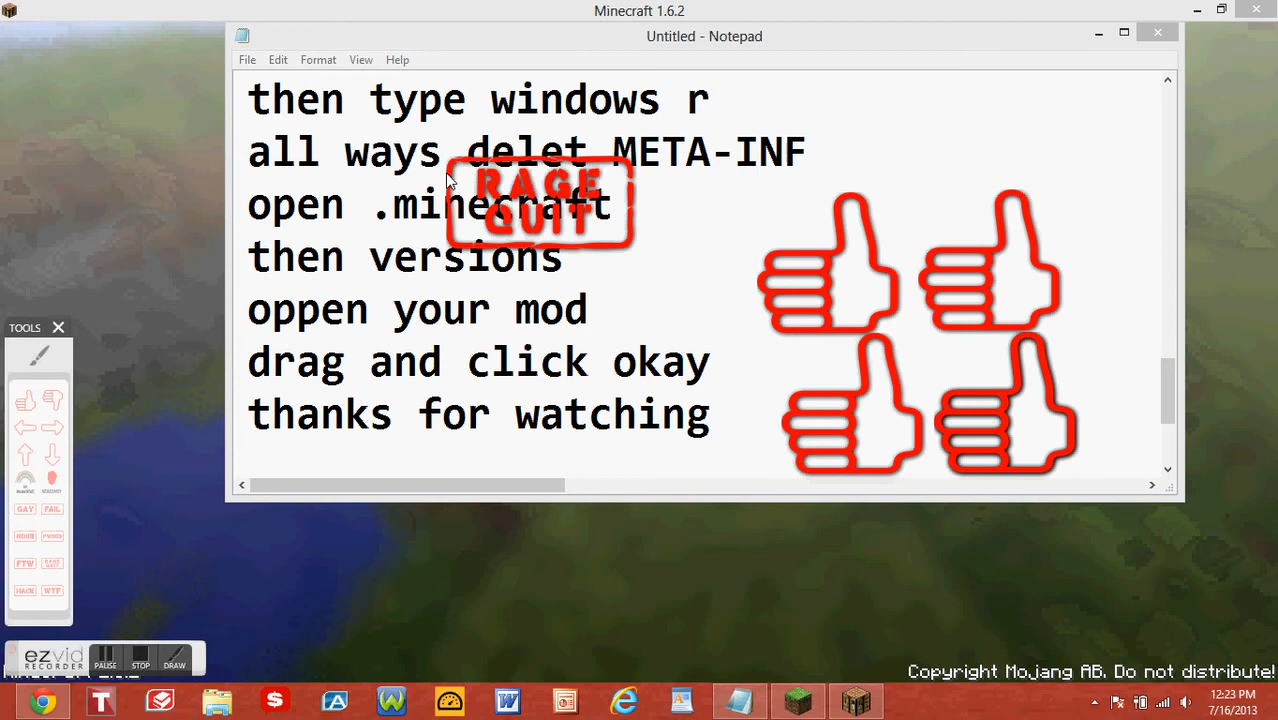 Minecraft 1.6.2
Untitled - Notepad
File Edit Format View Help
then type windows r
all ways delet META-INF
RAGE
QUIT
open .minecraft
then versions
oppen your mod
drag and click okay
thanks for watching
TOOLS
GAY FAIL
FTW
HACK WTF
ezvid
RECORDER
PAUSE STOP DRAW
Copyright Mojang AB. Do not distribute!
12:23 PM
7/16/2013